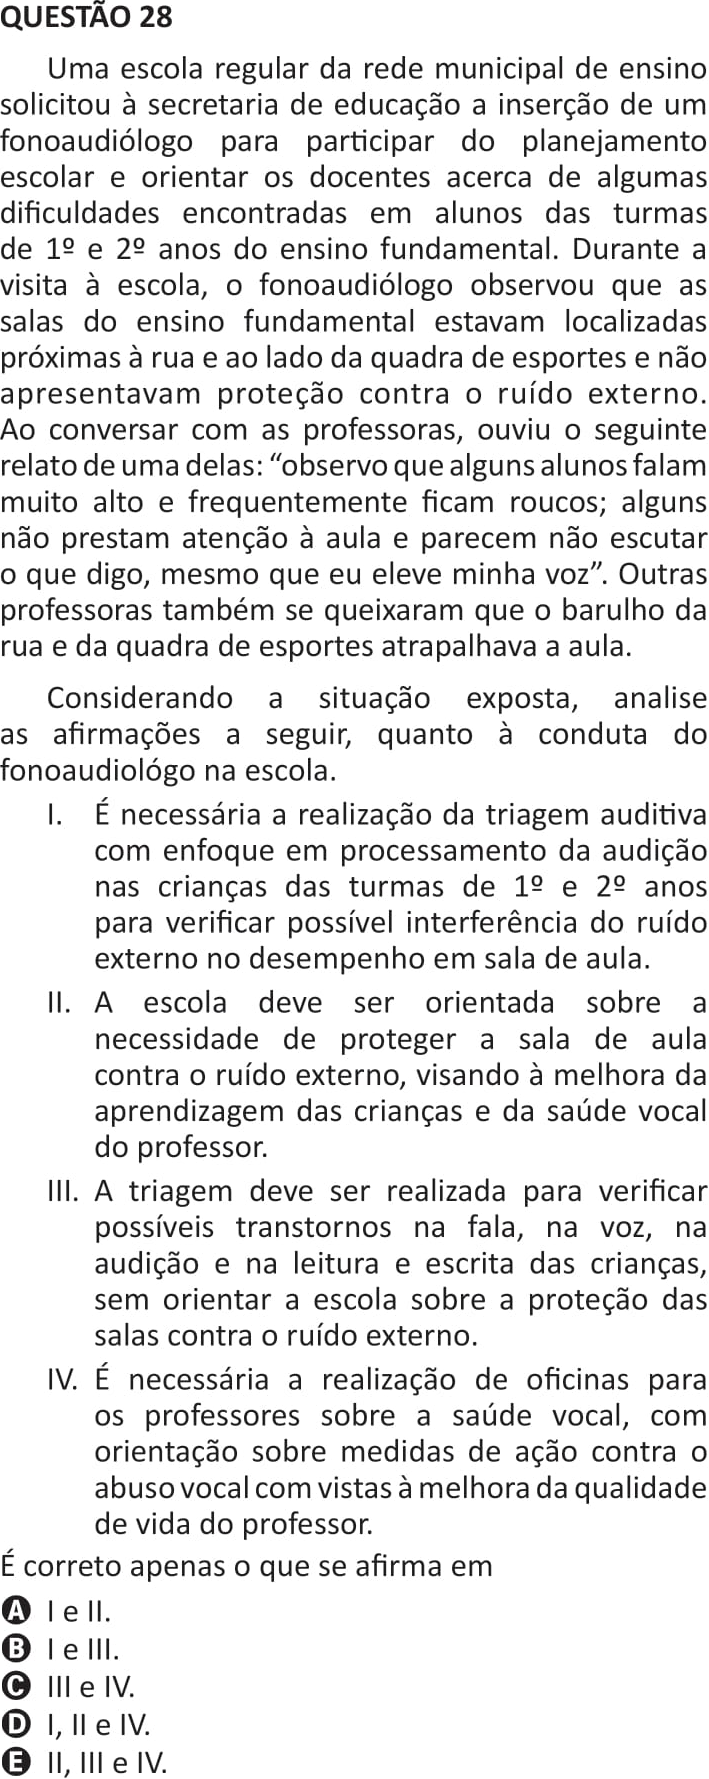 QUESTÃO 28
Uma escola regular da rede municipal de ensino
solicitou à secretaria de educação a inserção de um
fonoaudiólogo para participar do planejamento
escolar e orientar os docentes acerca de algumas
dificuldades encontradas em alunos das turmas
de 1º e 2º anos do ensino fundamental. Durante a
visita à escola, o fonoaudiólogo observou que as
salas do ensino fundamental estavam localizadas
próximas à rua e ao lado da quadra de esportes e não
apresentavam proteção contra o ruído externo.
Ao conversar com as professoras, ouviu o seguinte
relato de uma delas: “observo que alguns alunos falam
muito alto e frequentemente ficam roucos; alguns
não prestam atenção à aula e parecem não escutar
o que digo, mesmo que eu eleve minha voz”. Outras
professoras também se queixaram que o barulho da
rua e da quadra de esportes atrapalhava a aula.
Considerando a situação exposta, analise
as afirmações a seguir, quanto à conduta do
fonoaudiológo na escola.
I. É necessária a realização da triagem auditiva
com enfoque em processamento da audição
nas crianças das turmas de 1º e 2º anos
para verificar possível interferência do ruído
externo no desempenho em sala de aula.
II. A escola deve ser orientada sobre a
necessidade de proteger a sala de aula
contra o ruído externo, visando à melhora da
aprendizagem das crianças e da saúde vocal
do professor.
III. A triagem deve ser realizada para verificar
possíveis transtornos na fala, na voz, na
audição e na leitura e escrita das crianças,
sem orientar a escola sobre a proteção das
salas contra o ruído externo.
IV. É necessária a realização de oficinas para
os professores sobre a saúde vocal, com
orientação sobre medidas de ação contra o
abuso vocal com vistas à melhora da qualidade
de vida do professor.
É correto apenas o que se afirma em
A I e II.
B I e III.
C III e IV.
D I, II e IV.
E II, III e IV.